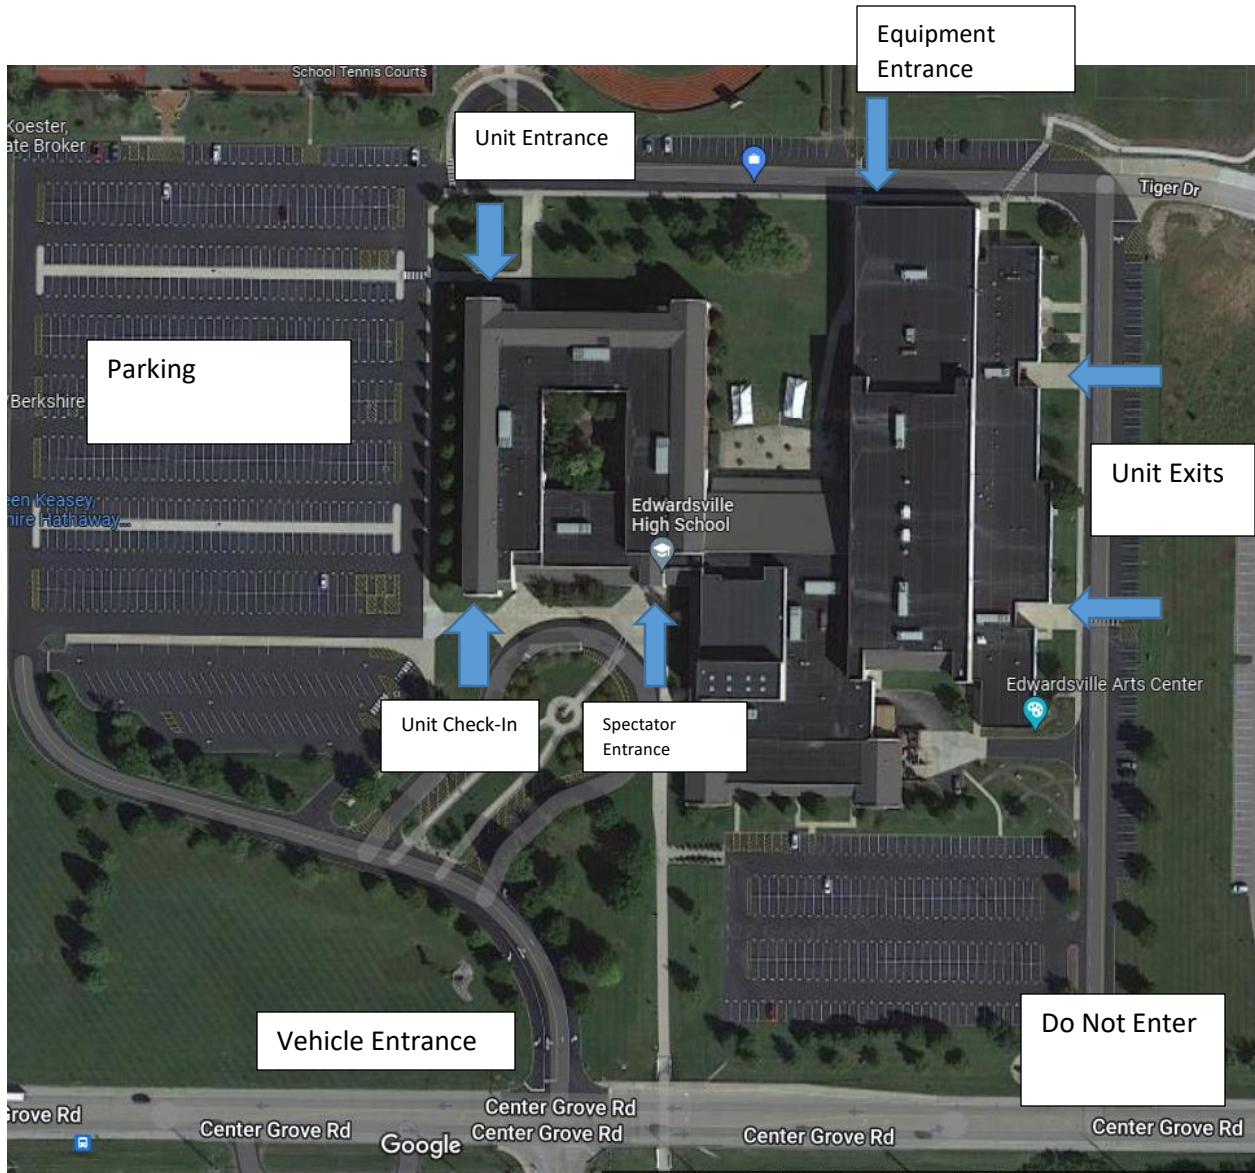 Equipment
Entrance
School Tennis Courts
Koester,
ate Broker
Unit Entrance
Tiger Dr
Parking
/Berkshire
een Keasey,
hire Hathaway...
Edwardsville
High School
Unit Exits
Edwardsville Arts Center
Unit Check-In
Spectator
Entrance
Vehicle Entrance
Do Not Enter
Grove Rd
Center Grove Rd
Center Grove Rd
Center Grove Rd
Center Grove Rd
Center Grove Rd
Google